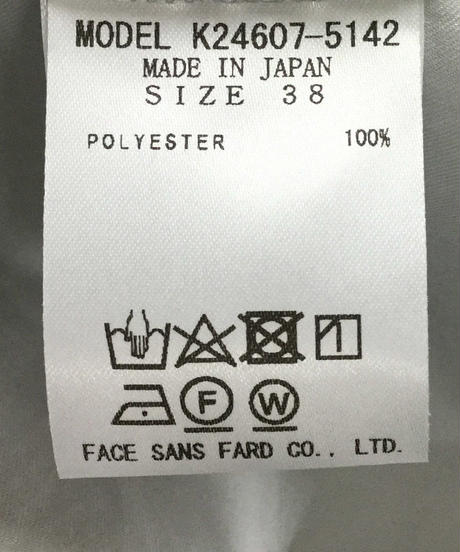 MODEL K24607-5142
MADE IN JAPAN
SIZE 38
POLYESTER 100%
F W
FACE SANS FARD CO., LTD.